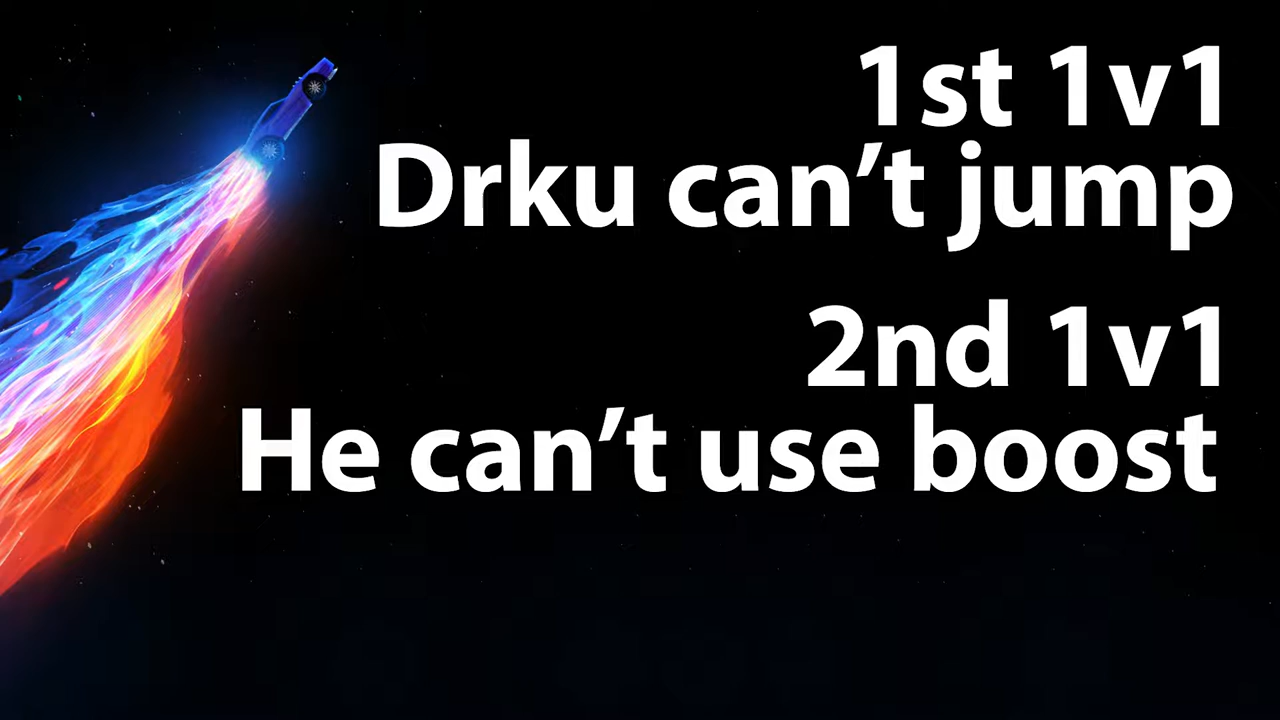 1st 1v1
Drku can’t jump
2nd 1v1
He can’t use boost